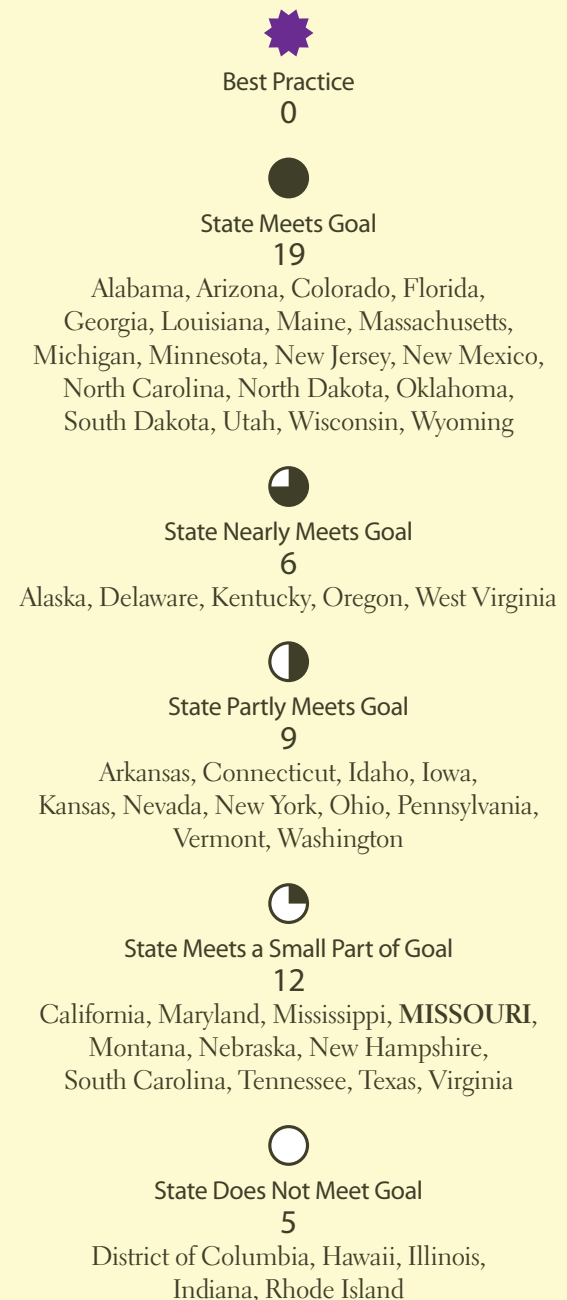 Best Practice
0
State Meets Goal
19
Alabama, Arizona, Colorado, Florida,
Georgia, Louisiana, Maine, Massachusetts,
Michigan, Minnesota, New Jersey, New Mexico,
North Carolina, North Dakota, Oklahoma,
South Dakota, Utah, Wisconsin, Wyoming
State Nearly Meets Goal
6
Alaska, Delaware, Kentucky, Oregon, West Virginia
State Partly Meets Goal
9
Arkansas, Connecticut, Idaho, Iowa,
Kansas, Nevada, New York, Ohio, Pennsylvania,
Vermont, Washington
State Meets a Small Part of Goal
12
California, Maryland, Mississippi, MISSOURI,
Montana, Nebraska, New Hampshire,
South Carolina, Tennessee, Texas, Virginia
State Does Not Meet Goal
5
District of Columbia, Hawaii, Illinois,
Indiana, Rhode Island